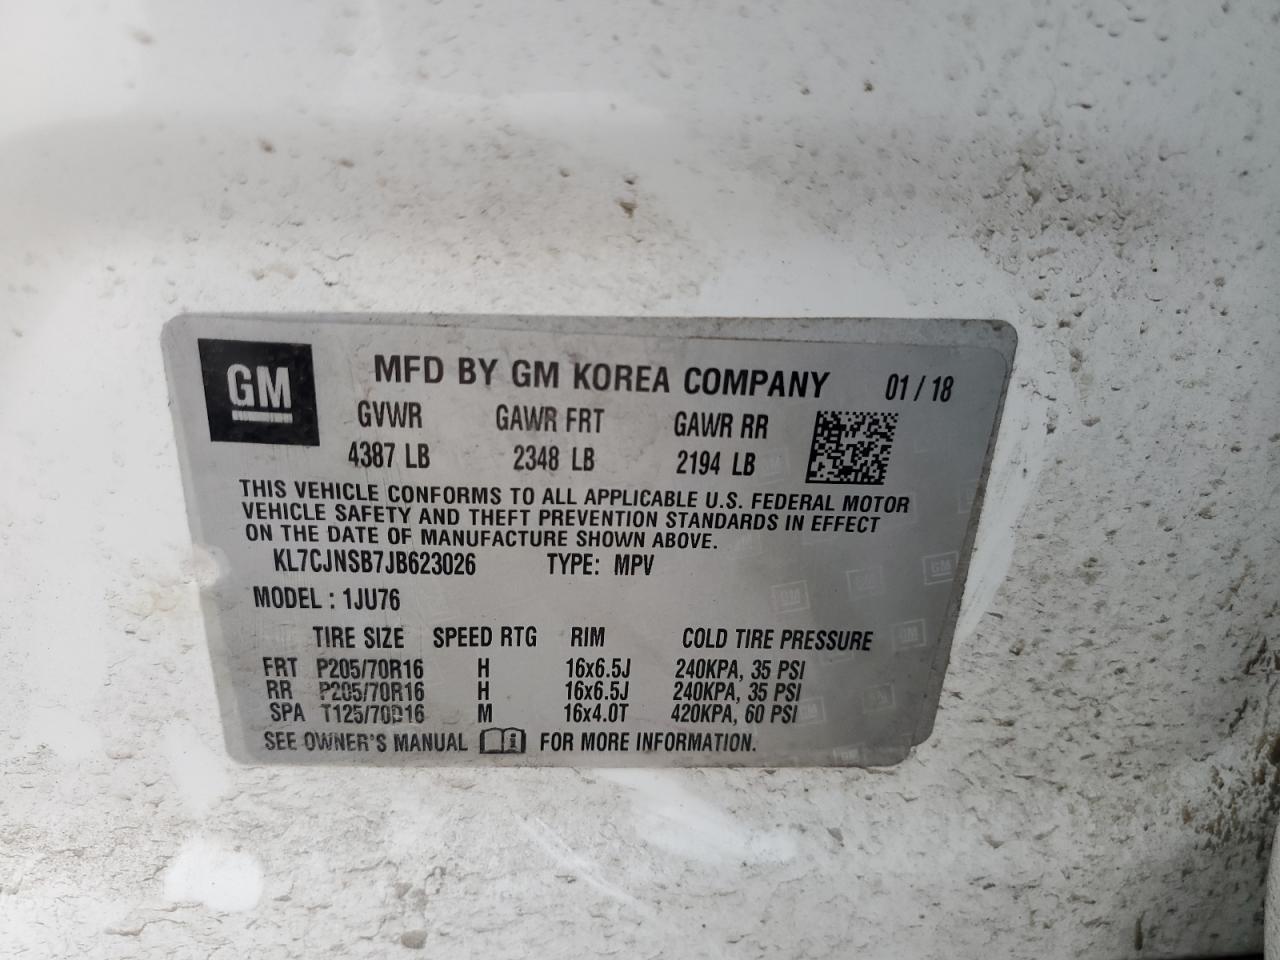 GM MFD BY GM KOREA COMPANY 01 / 18
GVWR GAWR FRT GAWR RR
4387 LB 2348 LB 2194 LB
THIS VEHICLE CONFORMS TO ALL APPLICABLE U.S. FEDERAL MOTOR
VEHICLE SAFETY AND THEFT PREVENTION STANDARDS IN EFFECT
ON THE DATE OF MANUFACTURE SHOWN ABOVE.
KL7CJNSB7JB623026 TYPE: MPV
MODEL : 1JU76
TIRE SIZE SPEED RTG RIM COLD TIRE PRESSURE
FRT P205/70R16 H 16x6.5J 240KPA, 35 PSI
RR P205/70R16 H 16x6.5J 240KPA, 35 PSI
SPA T125/70D16 M 16x4.0T 420KPA, 60 PSI
SEE OWNER'S MANUAL FOR MORE INFORMATION.